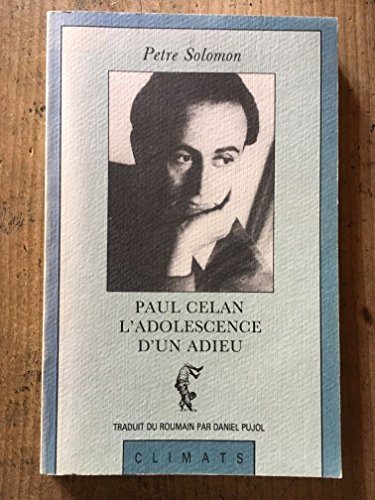 Petre Solomon
PAUL CELAN
L'ADOLESCENCE
D'UN ADIEU
TRADUIT DU ROUMAIN PAR DANIEL PUJOL
CLIMATS